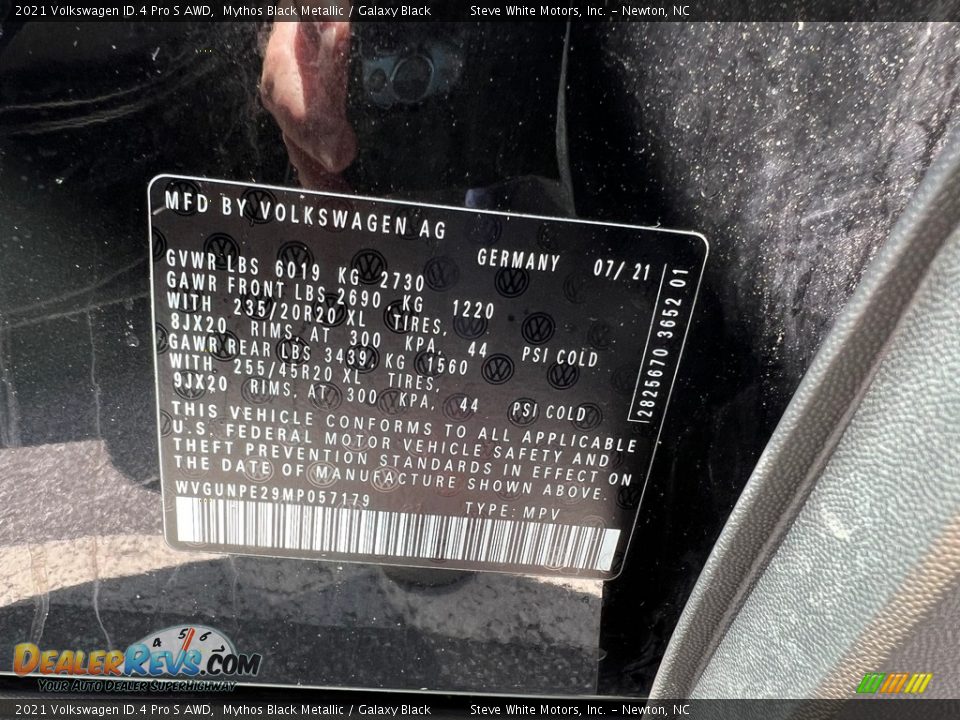 2021 Volkswagen ID.4 Pro S AWD, Mythos Black Metallic / Galaxy Black Steve White Motors, Inc. - Newton, NC
MFD BY VOLKSWAGEN AG
GERMANY 07/21
GVWR LBS 6019 KG 2730
GAWR FRONT LBS 2690 KG 1220
WITH 235/20R20 XL TIRES,
8JX20 RIMS, AT 300 KPA, 44 PSI COLD
GAWR REAR LBS 3439 KG 1560
WITH 255/45R20 XL TIRES,
9JX20 RIMS, AT 300 KPA, 44 PSI COLD
THIS VEHICLE CONFORMS TO ALL APPLICABLE
U.S. FEDERAL MOTOR VEHICLE SAFETY AND
THEFT PREVENTION STANDARDS IN EFFECT ON
THE DATE OF MANUFACTURE SHOWN ABOVE.
WVGUNPE29MP057179
TYPE: MPV
2825670 3652 01
4 5 6
DEALERREVS.COM
YOUR AUTO DEALER SUPERHIGHWAY
2021 Volkswagen ID.4 Pro S AWD, Mythos Black Metallic / Galaxy Black Steve White Motors, Inc. - Newton, NC